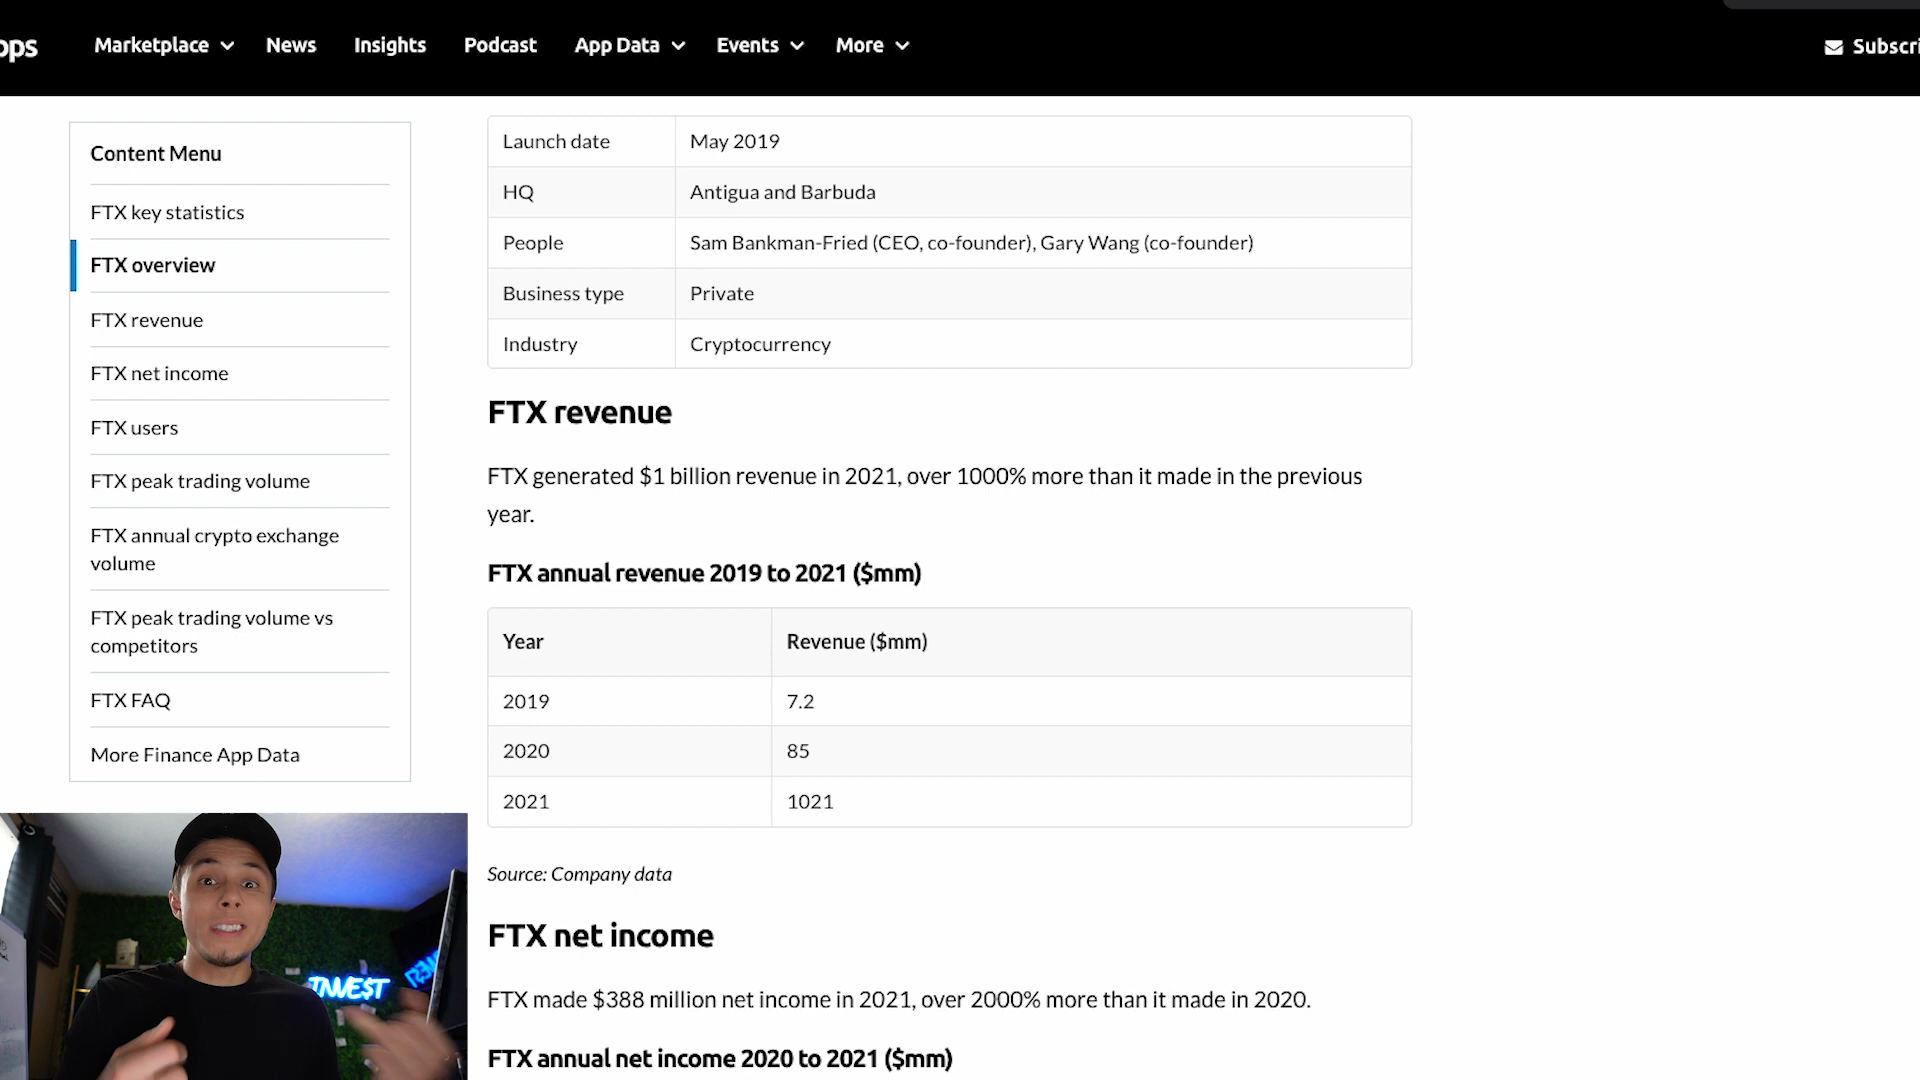 Marketplace News Insights Podcast App Data Events More
Content Menu
FTX key statistics
FTX overview
FTX revenue
FTX net income
FTX users
FTX peak trading volume
FTX annual crypto exchange
volume
FTX peak trading volume vs
competitors
FTX FAQ
More Finance App Data
Launch date May 2019
HQ Antigua and Barbuda
People Sam Bankman-Fried (CEO, co-founder), Gary Wang (co-founder)
Business type Private
Industry Cryptocurrency
FTX revenue
FTX generated $1 billion revenue in 2021, over 1000% more than it made in the previous
year.
FTX annual revenue 2019 to 2021 ($mm)
Year Revenue ($mm)
2019 7.2
2020 85
2021 1021
Source: Company data
FTX net income
FTX made $388 million net income in 2021, over 2000% more than it made in 2020.
FTX annual net income 2020 to 2021 ($mm)
INVE$T